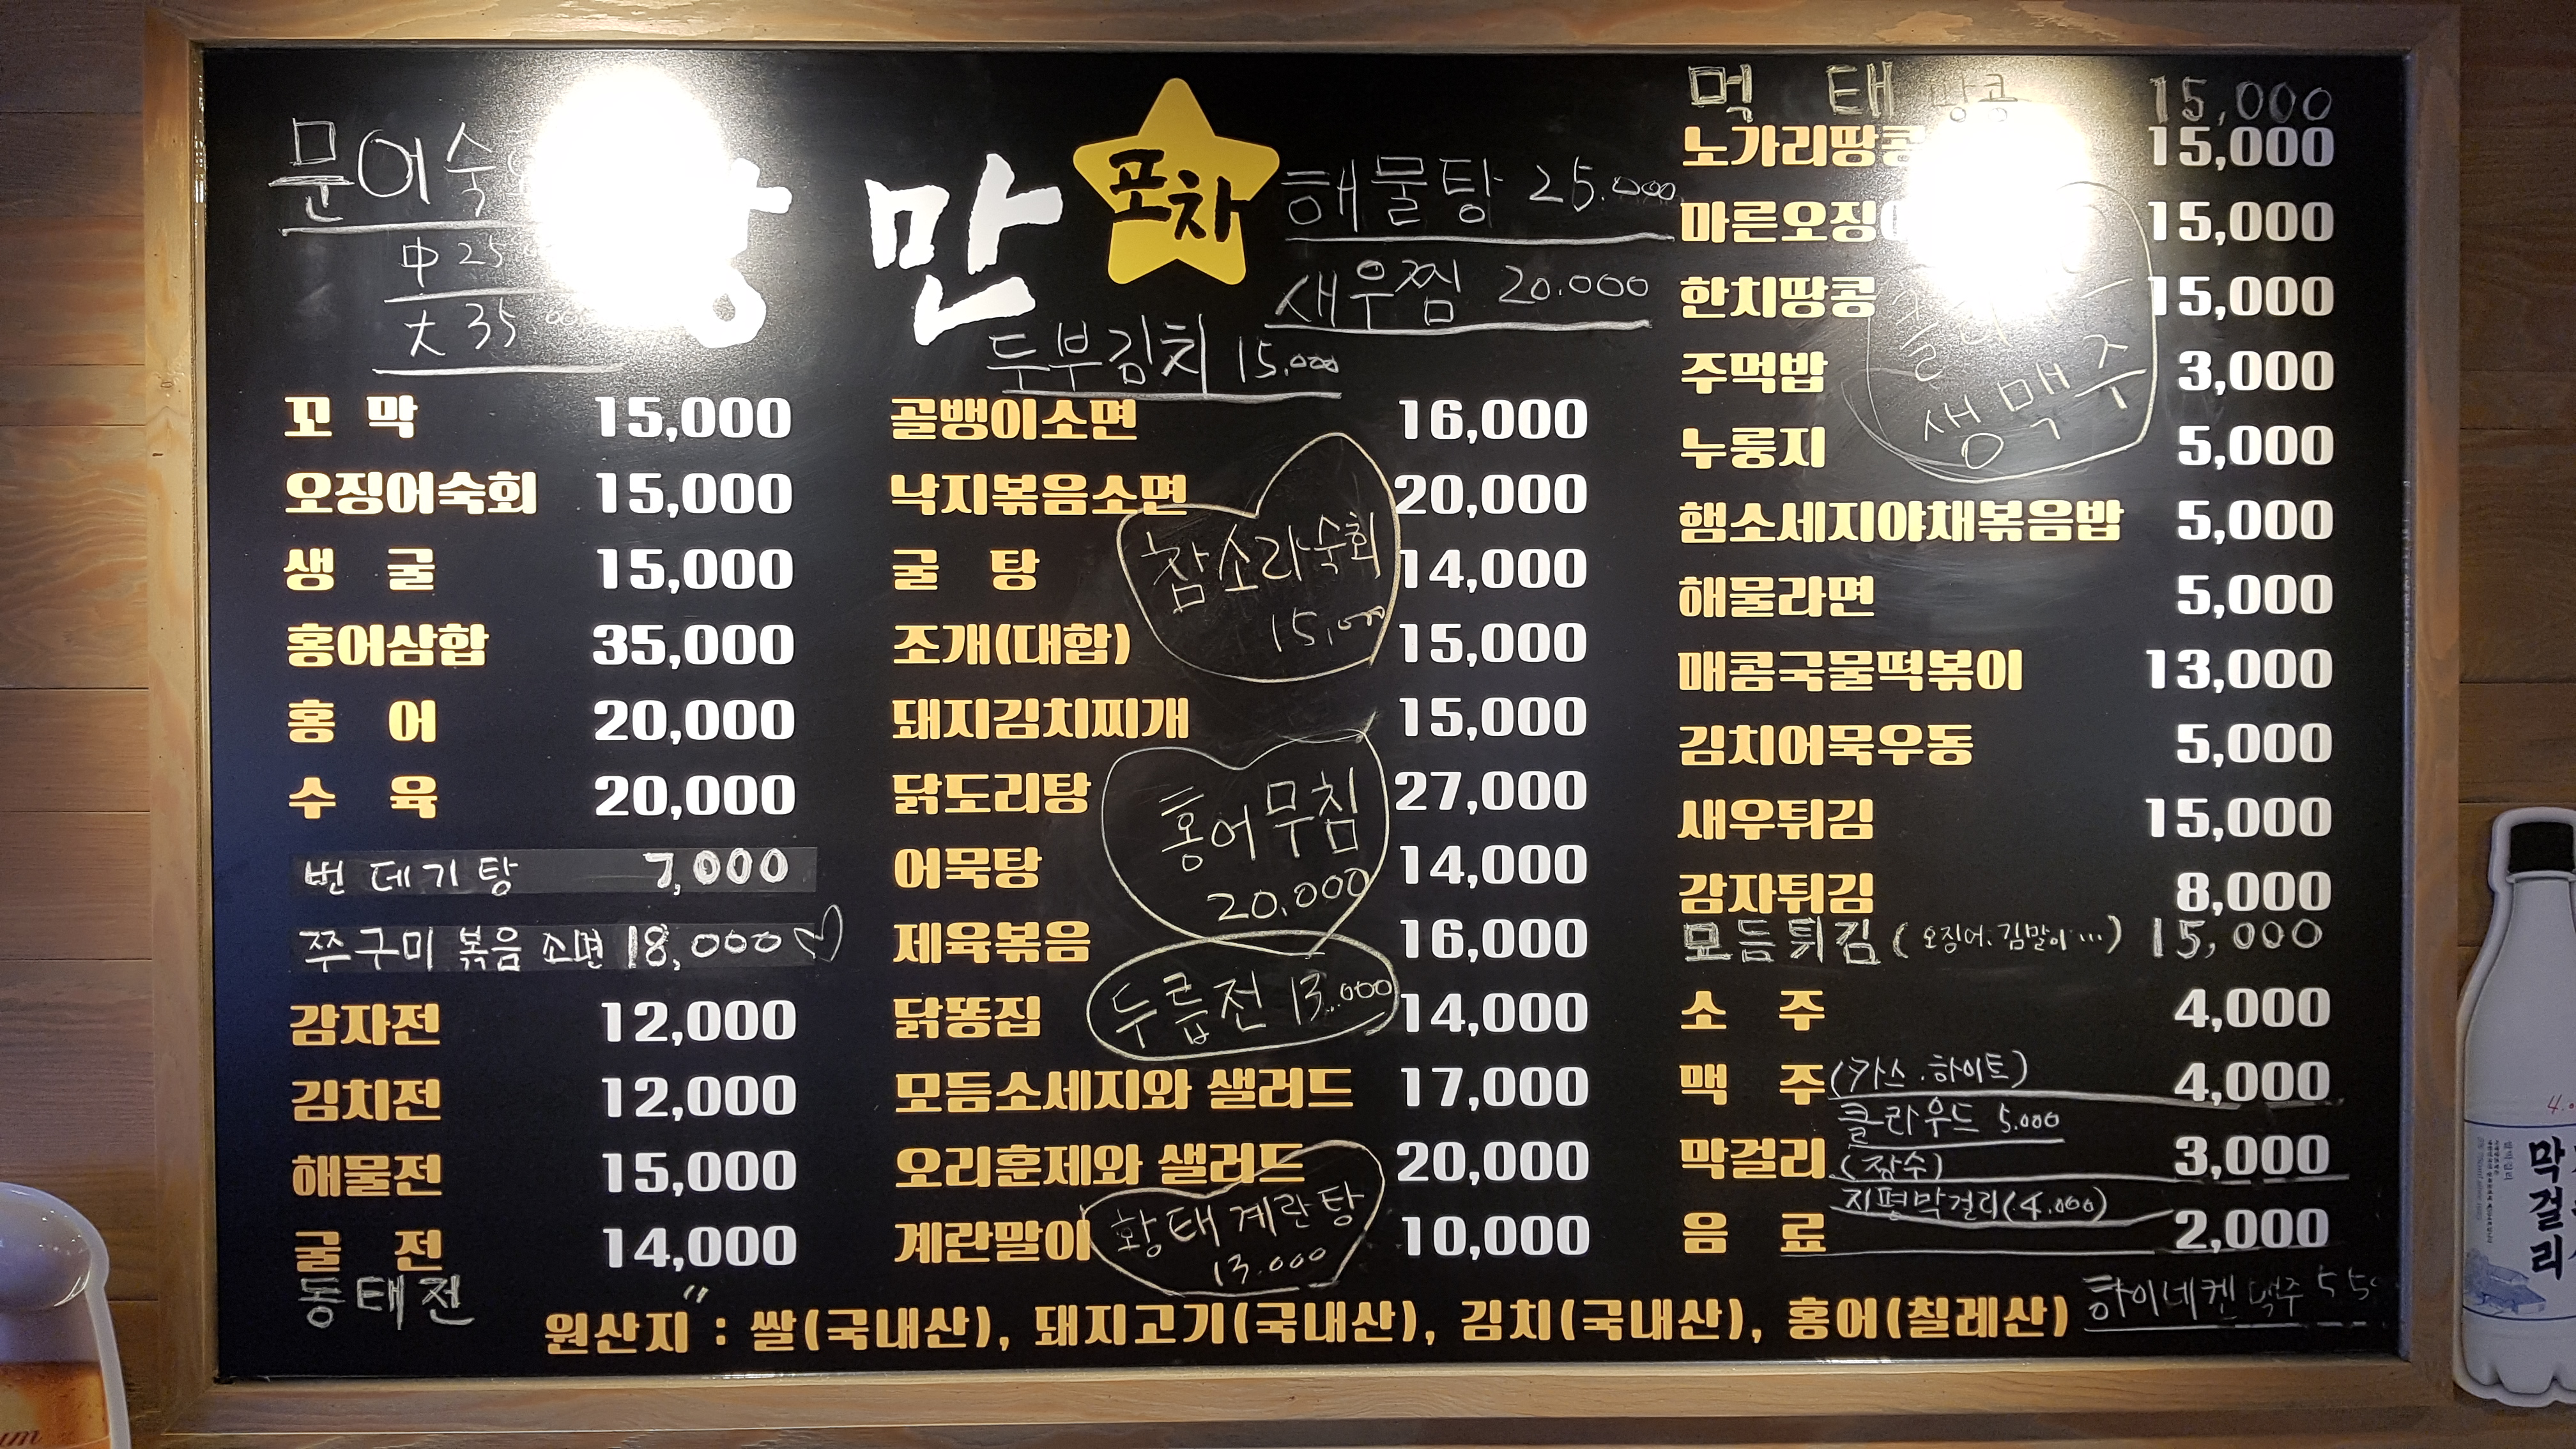 문어숙
中 25
大 35.000
만
포차
해물탕 25.000
새우찜 20.000
두부김치 15.000
꼬막 15,000
오징어숙회 15,000
생굴 15,000
홍어삼합 35,000
홍어 20,000
수육 20,000
번데기탕 7,000
쭈구미볶음소면 18,000 ♡
감자전 12,000
김치전 12,000
해물전 15,000
굴전 14,000
동태전 〃
골뱅이소면 16,000
낙지볶음소면 20,000
굴탕 14,000
조개(대합) 15,000
돼지김치찌개 15,000
닭도리탕 27,000
어묵탕 14,000
제육볶음 16,000
닭똥집 14,000
모듬소세지와 샐러드 17,000
오리훈제와 샐러드 20,000
계란말이 10,000
참소라숙회
15,000
홍어무침
20.000
두릅전 13.000
황태계란탕
13.000
먹태 땅콩 15,000
노가리땅콩 15,000
마른오징 15,000
한치땅콩 15,000
주먹밥 3,000
누룽지 5,000
햄소세지야채볶음밥 5,000
해물라면 5,000
매콤국물떡볶이 13,000
김치어묵우동 5,000
새우튀김 15,000
감자튀김 8,000
모듬튀김 (오징어.김말이...) 15,000
소주 4,000
맥주 (카스.하이트) 4,000
클라우드 5.000
막걸리 (장수) 3,000
지평막걸리(4.000)
음료 2,000
하이네켄 맥주
생맥주
원산지 : 쌀(국내산), 돼지고기(국내산), 김치(국내산), 홍어(칠레산)
막걸리